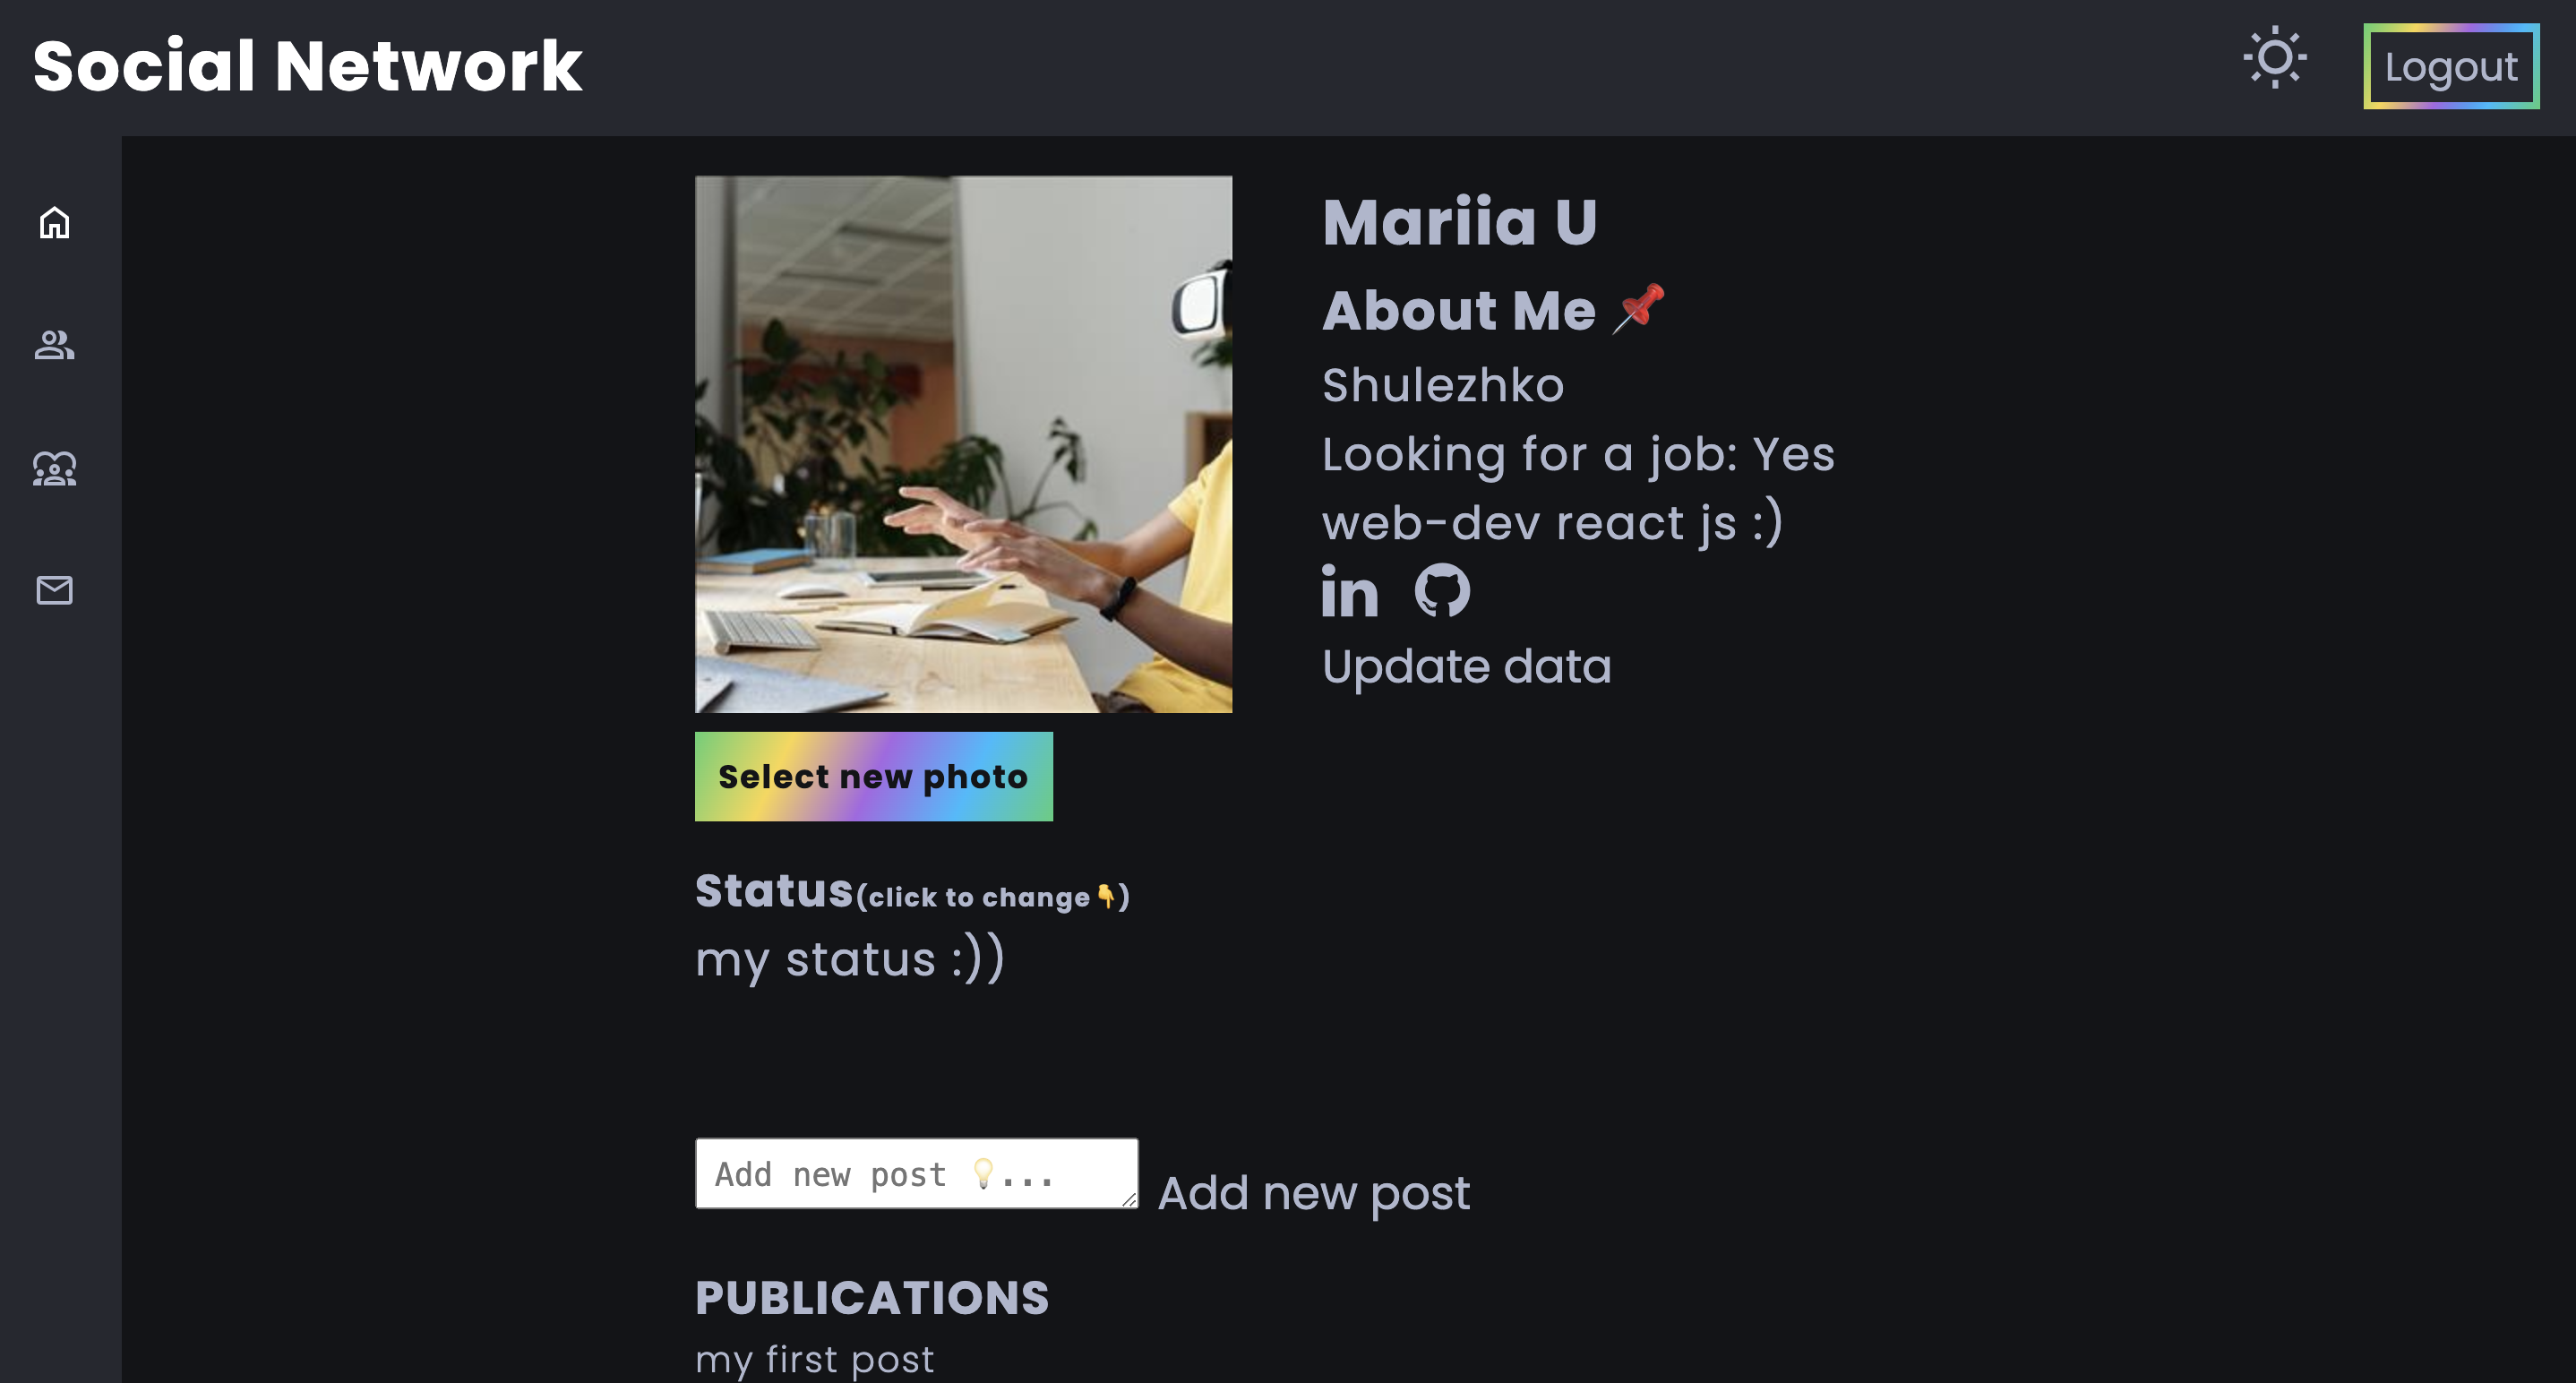 Social Network
Logout
Mariia U
About Me 📌
Shulezhko
Looking for a job: Yes
web-dev react js :)
in
Update data
Select new photo
Status(click to change👇)
my status :))
Add new post 💡...
Add new post
PUBLICATIONS
my first post